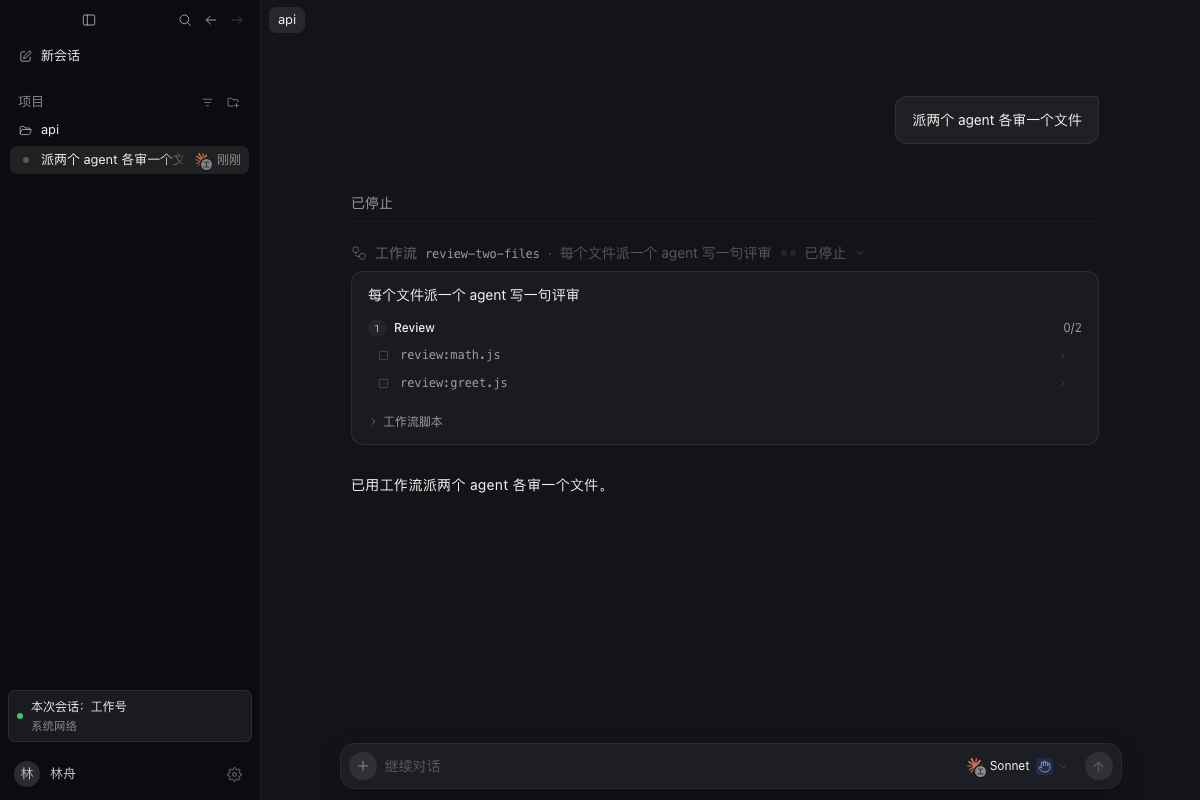 api
新会话
项目
api
派两个 agent 各审一个文 工 刚刚
派两个 agent 各审一个文件
已停止
工作流 review-two-files · 每个文件派一个 agent 写一句评审 已停止
每个文件派一个 agent 写一句评审
1 Review 0/2
review:math.js
review:greet.js
工作流脚本
已用工作流派两个 agent 各审一个文件。
本次会话：工作号
系统网络
林 林舟
继续对话 工 Sonnet